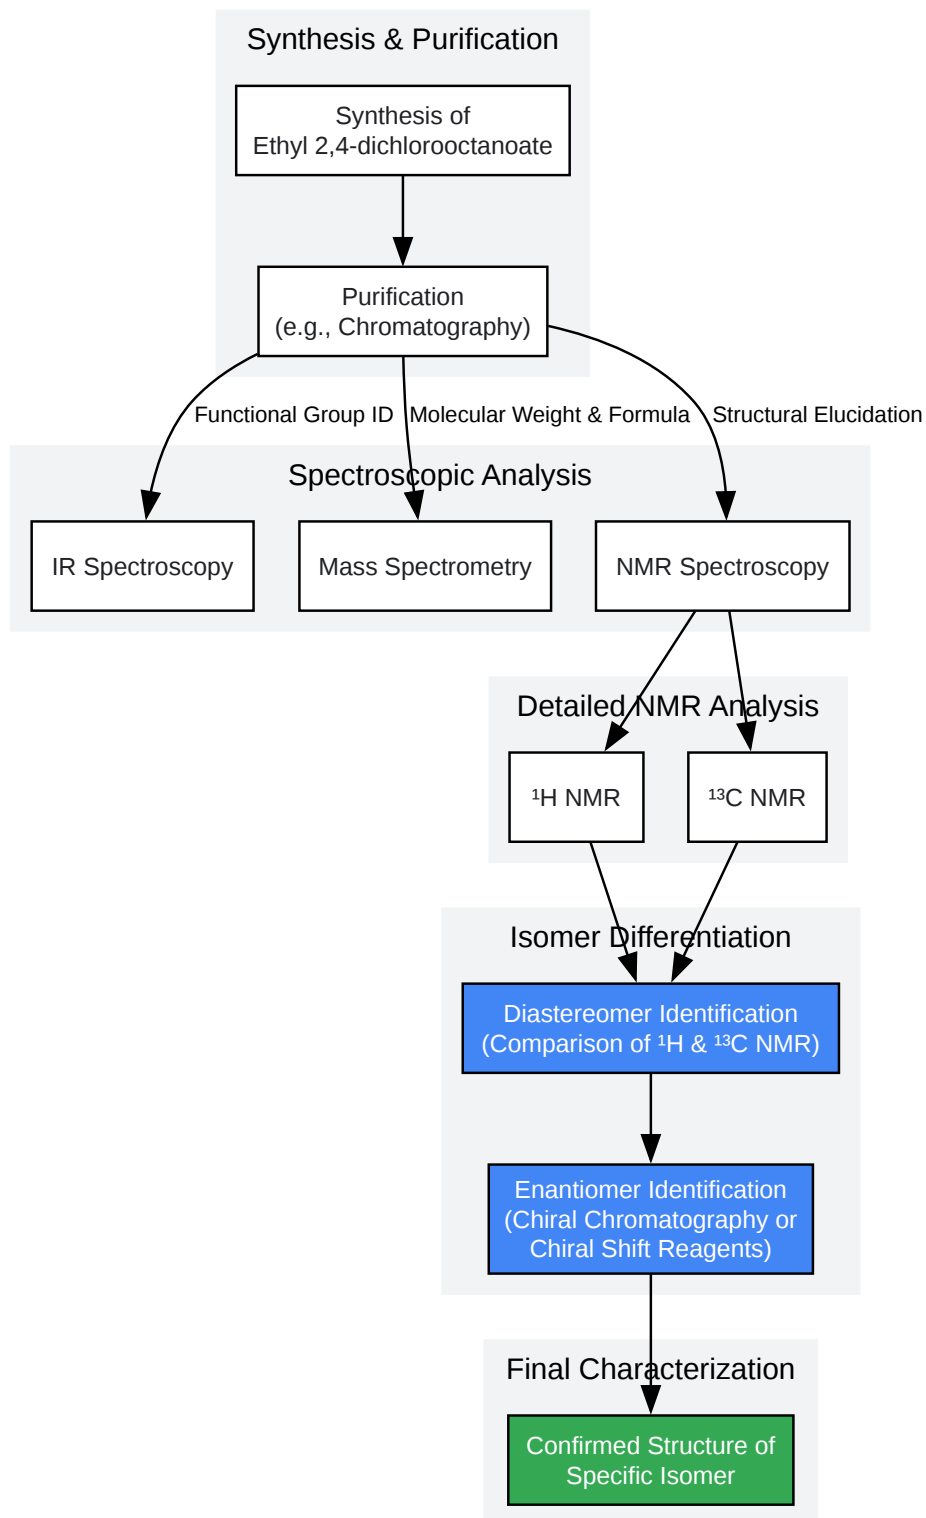 Synthesis & Purification
Synthesis of
Ethyl 2,4-dichlorooctanoate
Purification
(e.g., Chromatography)
Functional Group ID
Molecular Weight & Formula
Structural Elucidation
Spectroscopic Analysis
IR Spectroscopy
Mass Spectrometry
NMR Spectroscopy
Detailed NMR Analysis
¹H NMR
¹³C NMR
Isomer Differentiation
Diastereomer Identification
(Comparison of ¹H & ¹³C NMR)
Enantiomer Identification
(Chiral Chromatography or
Chiral Shift Reagents)
Final Characterization
Confirmed Structure of
Specific Isomer